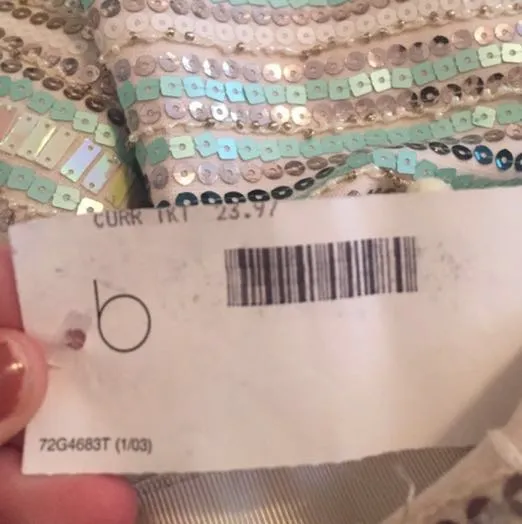 CURR TKT 23.97
b
72G4683T (1/03)